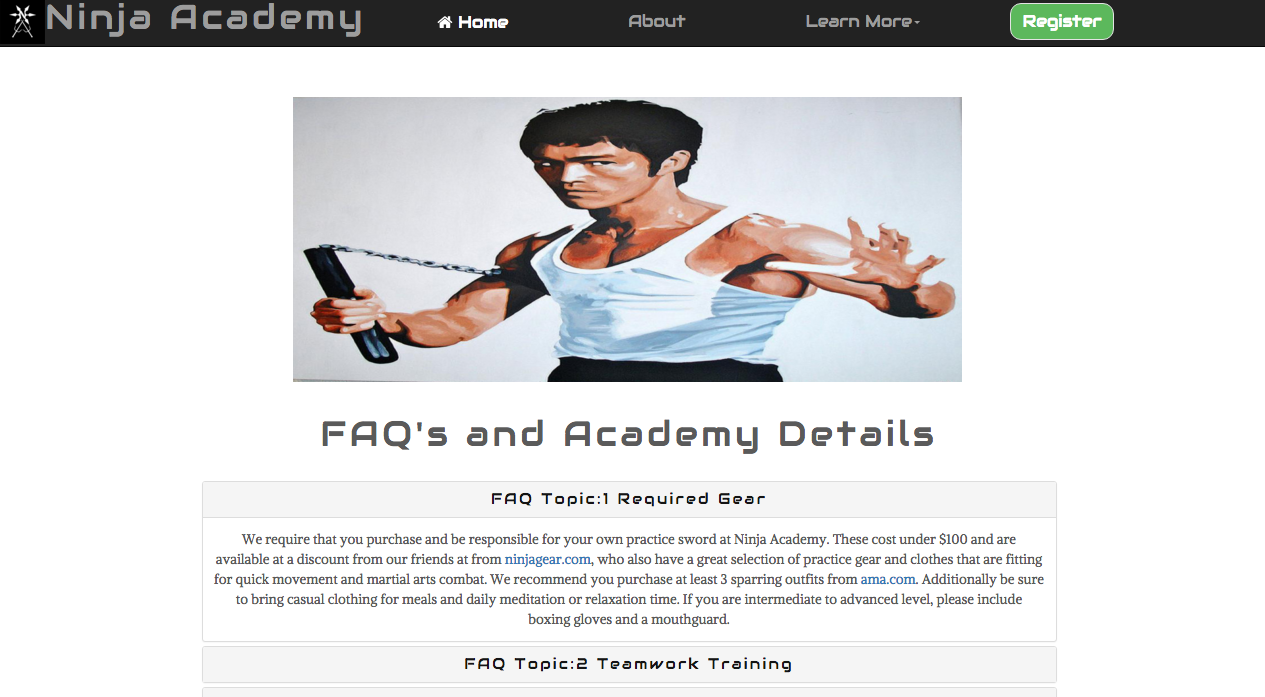 Ninja Academy
Home
About
Learn More
Register
FAQ's and Academy Details
FAQ Topic:1 Required Gear
We require that you purchase and be responsible for your own practice sword at Ninja Academy. These cost under $100 and are
available at a discount from our friends at from ninjagear.com, who also have a great selection of practice gear and clothes that are fitting
for quick movement and martial arts combat. We recommend you purchase at least 3 sparring outfits from ama.com. Additionally be sure
to bring casual clothing for meals and daily meditation or relaxation time. If you are intermediate to advanced level, please include
boxing gloves and a mouthguard.
FAQ Topic:2 Teamwork Training